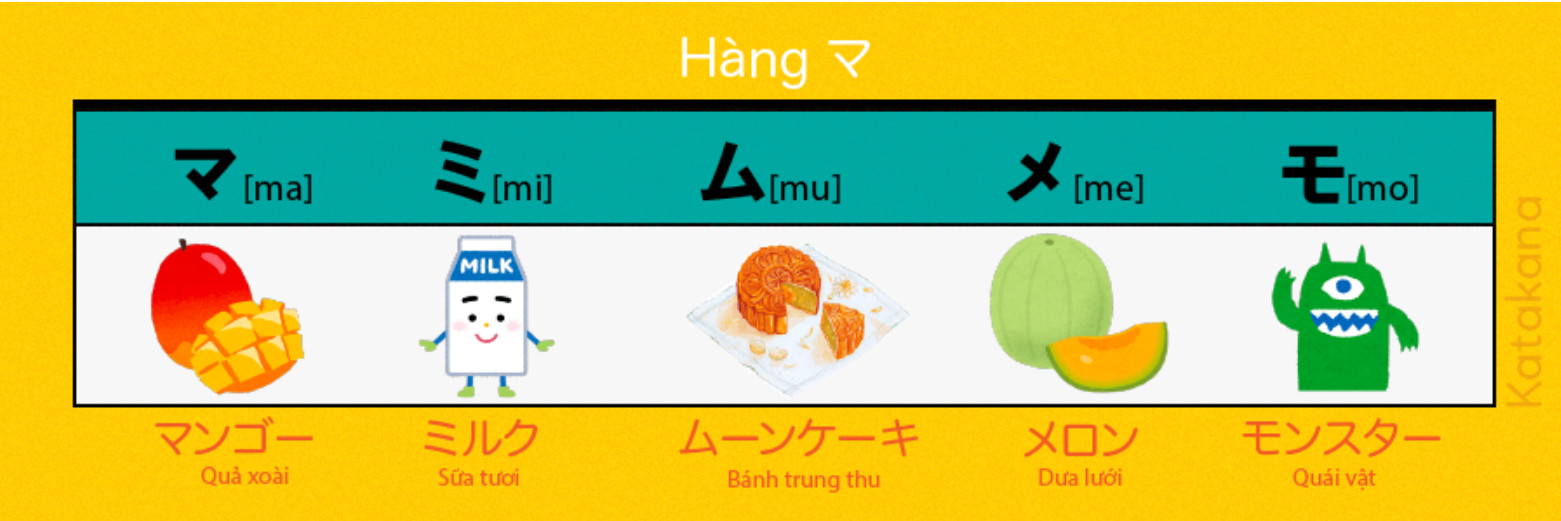 Hàng マ
マ[ma] ミ[mi] ム[mu] メ[me] モ[mo]
MILK
マンゴー ミルク ムーンケーキ メロン モンスター
Quả xoài Sữa tươi Bánh trung thu Dưa lưới Quái vật
Katakana